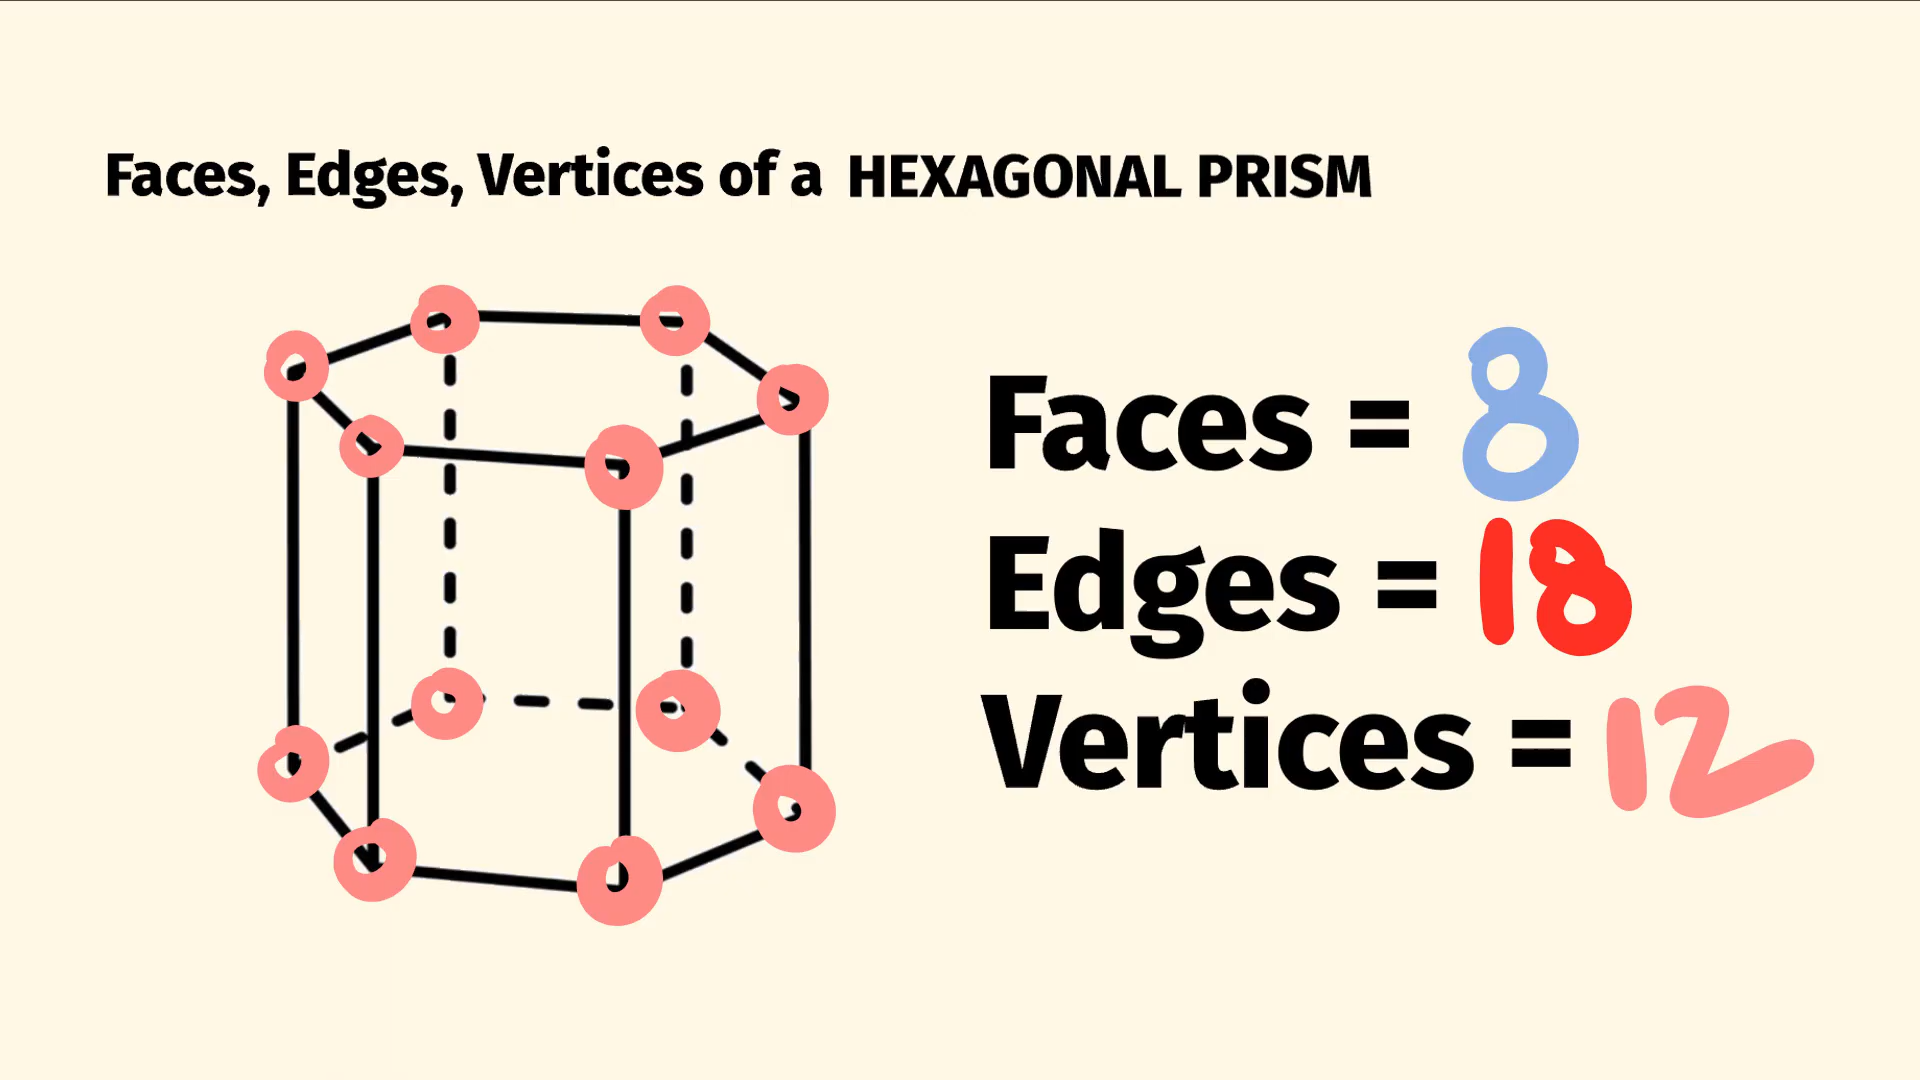 Faces, Edges, Vertices of a HEXAGONAL PRISM
Faces = 8
Edges = 18
Vertices = 12